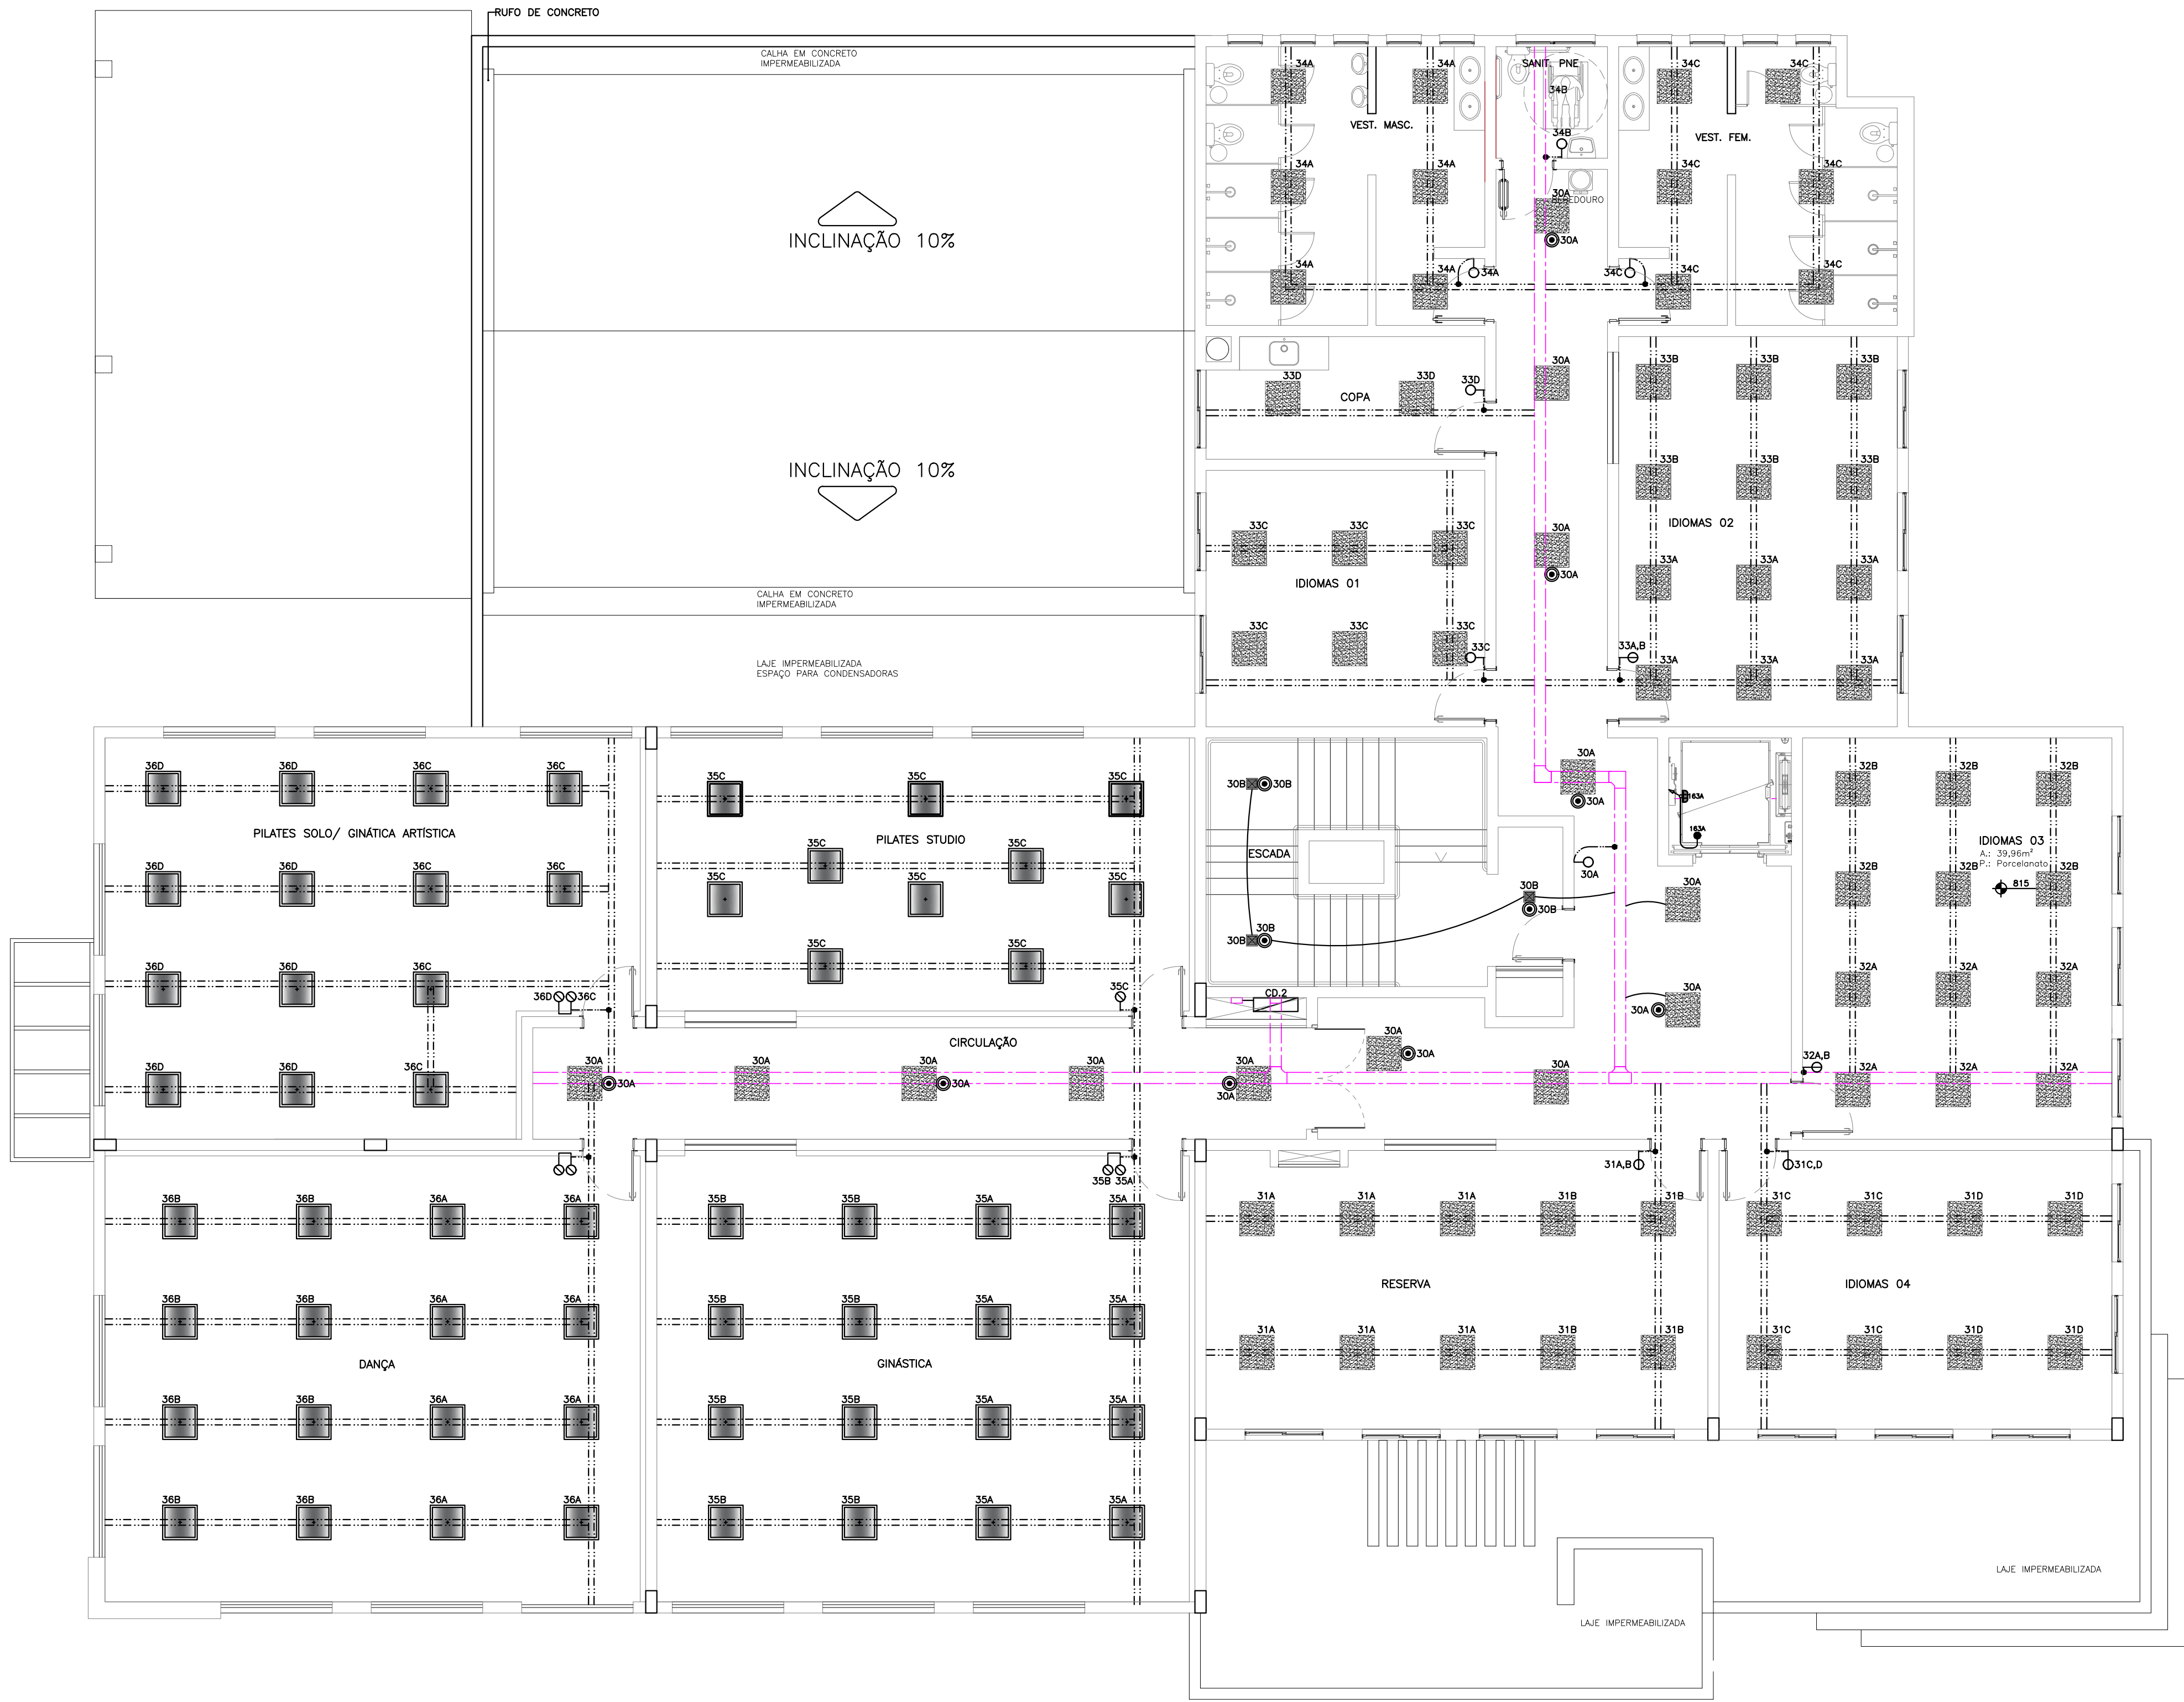 RUFO DE CONCRETO
CALHA EM CONCRETO
IMPERMEABILIZADA
34A 34A SANIT. PNE 34C 34C
34B
VEST. MASC.
VEST. FEM.
34B
34A 34A 34C 34C
30A
30A
INCLINAÇÃO 10%
34A 34A 34A 34C 34C 34C
30A
33D 33D 33D
COPA
33B 33B 33B
INCLINAÇÃO 10%
33B 33B 33B
IDIOMAS 02
33C 33C 33C
30A
30A
33A 33A 33A
IDIOMAS 01
CALHA EM CONCRETO
IMPERMEABILIZADA
33C 33C 33C
33C
33A,B
33A 33A 33A
LAJE IMPERMEABILIZADA
ESPAÇO PARA CONDENSADORAS
36D 36D 36C 36C
35C 35C 35C
30B 30B
30A
30A
163A
163A
32B 32B 32B
PILATES SOLO/ GINÁTICA ARTÍSTICA
PILATES STUDIO
ESCADA
IDIOMAS 03
A.: 39,96m²
P.: Porcelanato
815
35C 35C
30A
36D 36D 36C 36C
35C 35C 35C
30B
30B
30A
32B 32B 32B
30B
30B
36D 36D 36C
35C 35C
36D 36C
35C
CD.2
30A
30A
32A 32A 32A
CIRCULAÇÃO
30A
30A
32A,B
36D 36D 36C
30A 30A 30A 30A 30A 30A
30A 30A 30A
32A 32A 32A
35B 35A
31A,B
31C,D
36B 36B 36A 36A
35B 35B 35A 35A
31A 31A 31A 31B 31B
31C 31C 31D 31D
RESERVA
IDIOMAS 04
36B 36B 36A 36A
35B 35B 35A 35A
31A 31A 31A 31B 31B
31C 31C 31D 31D
DANÇA
GINÁSTICA
36B 36B 36A 36A
35B 35B 35A 35A
36B 36B 36A 36A
35B 35B 35A 35A
LAJE IMPERMEABILIZADA
LAJE IMPERMEABILIZADA